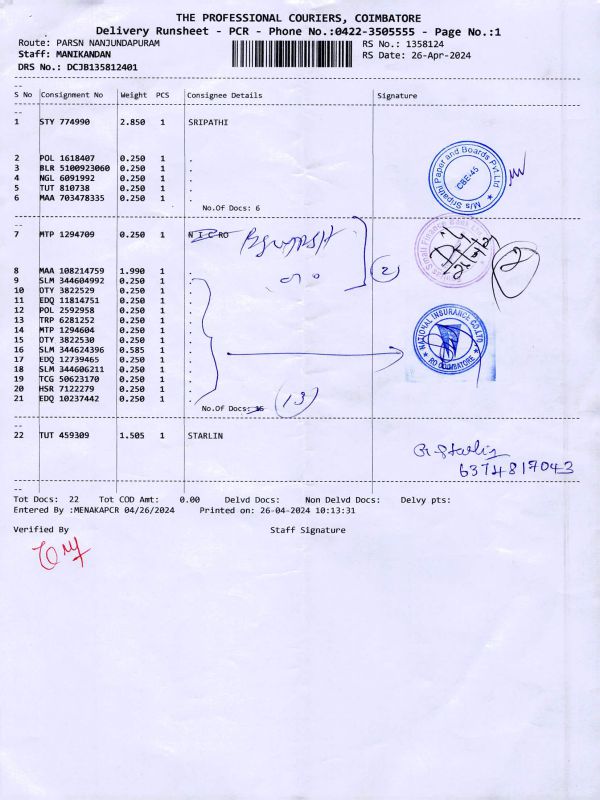 THE PROFESSIONAL COURIERS, COIMBATORE
Delivery Runsheet - PCR - Phone No.:0422-3505555 - Page No.:1
Route: PARSN NANJUNDAPURAM
RS No.: 1358124
Staff: MANIKANDAN
RS Date: 26-Apr-2024
DRS No.: DCJB135812401
S No Consignment No Weight PCS Consignee Details Signature
1 STY 774990 2.850 1 SRIPATHI
2 POL 1618407 0.250 1 .
3 BLR 5100923060 0.250 1 .
4 NGL 6091992 0.250 1 .
5 TUT 810738 0.250 1 .
6 MAA 703478335 0.250 1 .
No.Of Docs: 6
M/s Sripathi Paper and Boards Pvt.Ltd
CBE-45
7 MTP 1294709 0.250 1 N I C RO
8 MAA 108214759 1.990 1 .
2
2
9 SLM 344604992 0.250 1 .
10 DTY 3822529 0.250 1 .
11 EDQ 11814751 0.250 1 .
12 POL 2592958 0.250 1 .
13 TRP 6281252 0.250 1 .
14 MTP 1294604 0.250 1 .
15 DTY 3822530 0.250 1 .
16 SLM 344624396 0.585 1 .
17 EDQ 12739465 0.250 1 .
18 SLM 344606211 0.250 1 .
19 TCG 50623170 0.250 1 .
20 HSR 7122279 0.250 1 .
21 EDQ 10237442 0.250 1 .
NATIONAL INSURANCE CO.LTD
RO COIMBATORE
No.Of Docs: 16
13
22 TUT 459309 1.505 1 STARLIN
R. Starlin
6374817043
Tot Docs: 22 Tot COD Amt: 0.00 Delvd Docs: Non Delvd Docs: Delvy pts:
Entered By :MENAKAPCR 04/26/2024 Printed on: 26-04-2024 10:13:31
Verified By Staff Signature